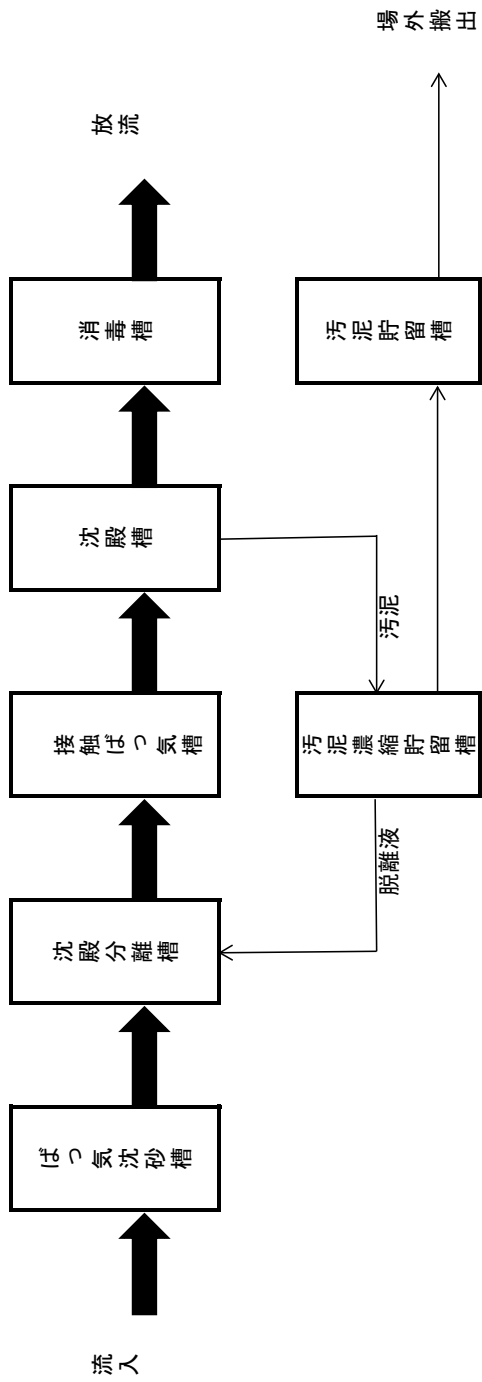 流入
ばっ気沈砂槽
沈殿分離槽
接触ばっ気槽
沈殿槽
消毒槽
放流
脱離液
汚泥濃縮貯留槽
汚泥
汚泥貯留槽
場外搬出